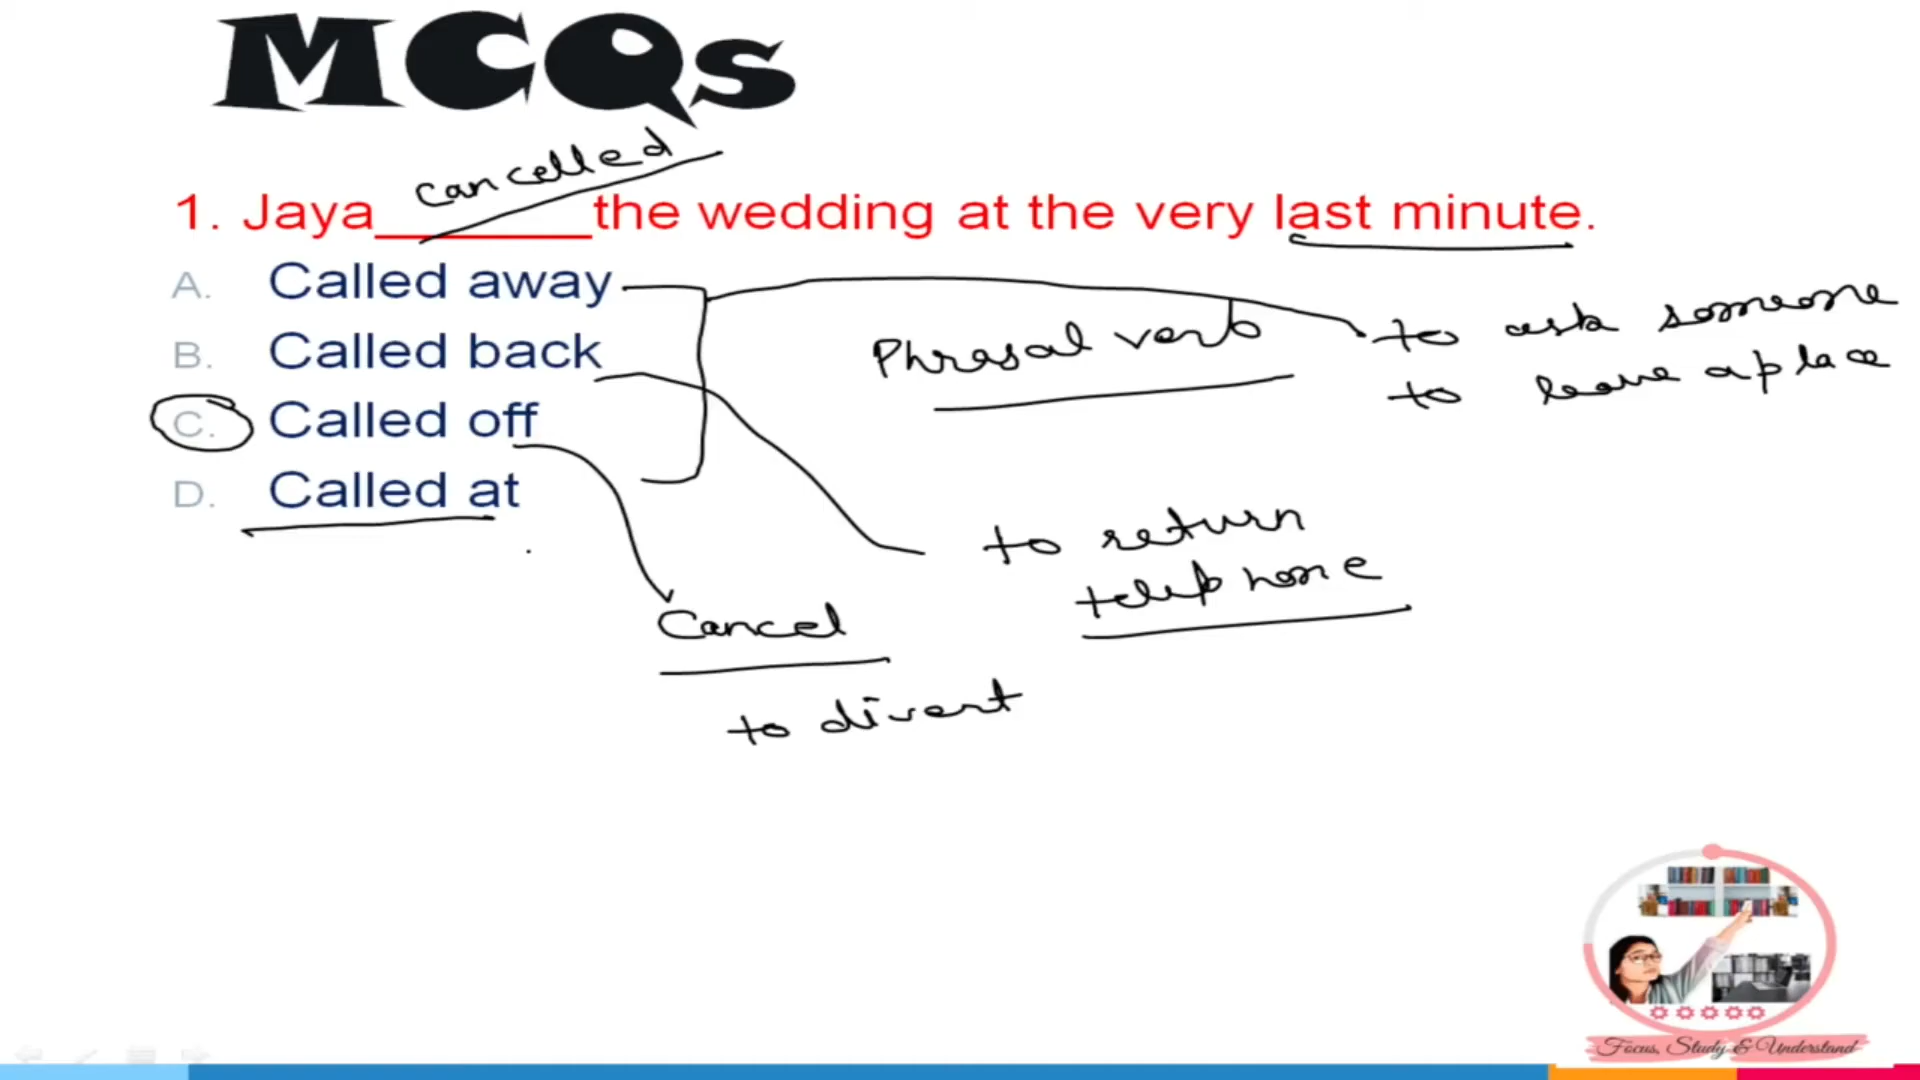 MCQs
cancelled
1. Jaya______the wedding at the very last minute.
A. Called away
B. Called back
C. Called off
D. Called at
Phrasal verb
to ask someone
to leave a place
to return
telephone
Cancel
to divert
Focus, Study & Understand